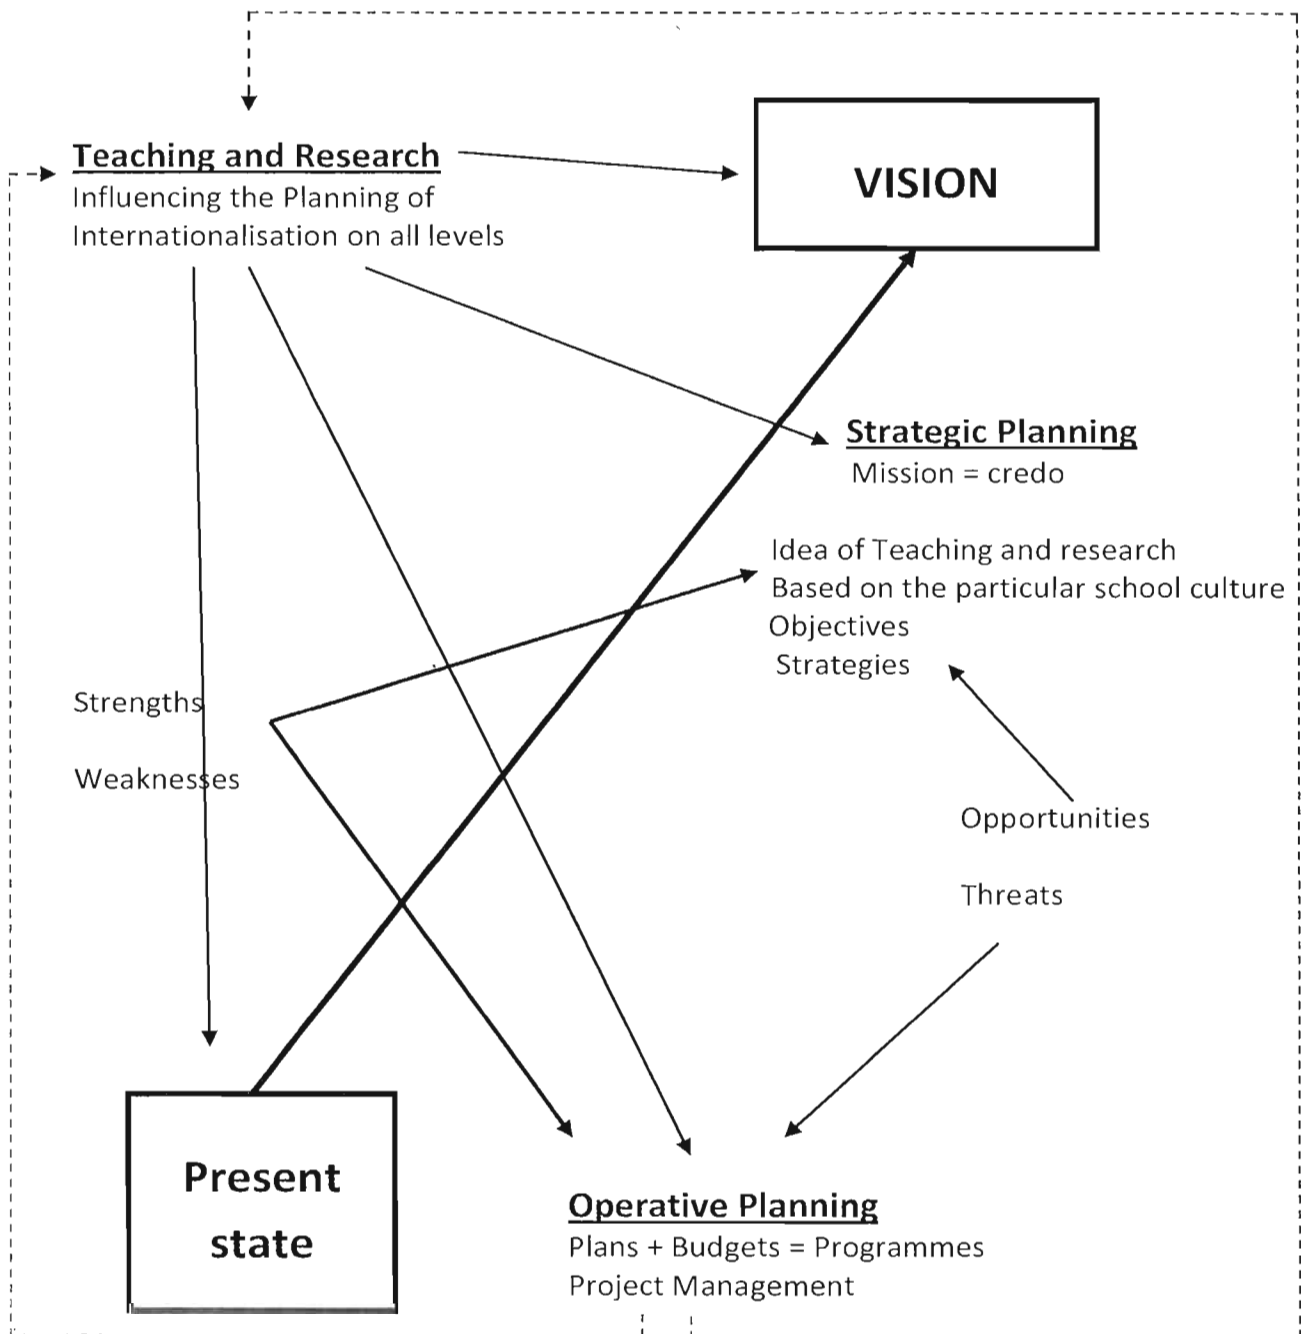 Teaching and Research
Influencing the Planning of
Internationalisation on all levels
VISION
Strategic Planning
Mission = credo
Idea of Teaching and research
Based on the particular school culture
Objectives
Strategies
Strengths
Weaknesses
Opportunities
Threats
Present
state
Operative Planning
Plans + Budgets = Programmes
Project Management